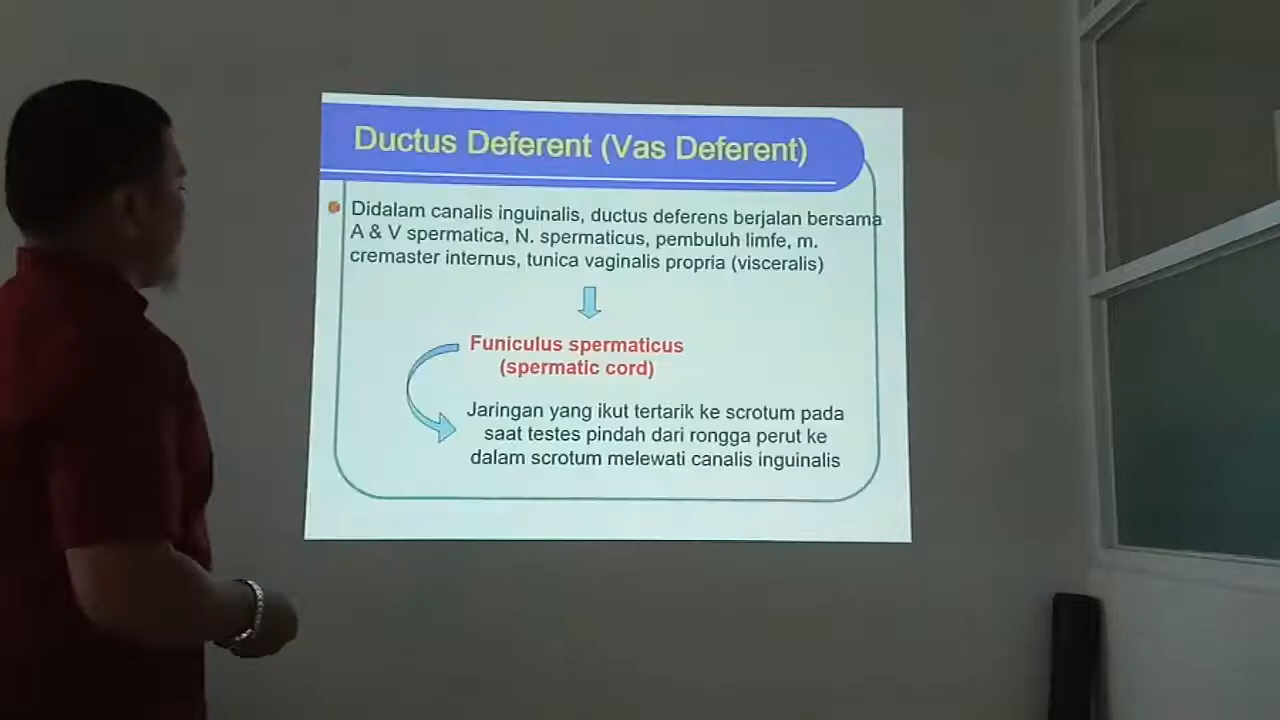 Ductus Deferent (Vas Deferent)
Didalam canalis inguinalis, ductus deferens berjalan bersama
A & V spermatica, N. spermaticus, pembuluh limfe, m.
cremaster internus, tunica vaginalis propria (visceralis)
Funiculus spermaticus
(spermatic cord)
Jaringan yang ikut tertarik ke scrotum pada
saat testes pindah dari rongga perut ke
dalam scrotum melewati canalis inguinalis